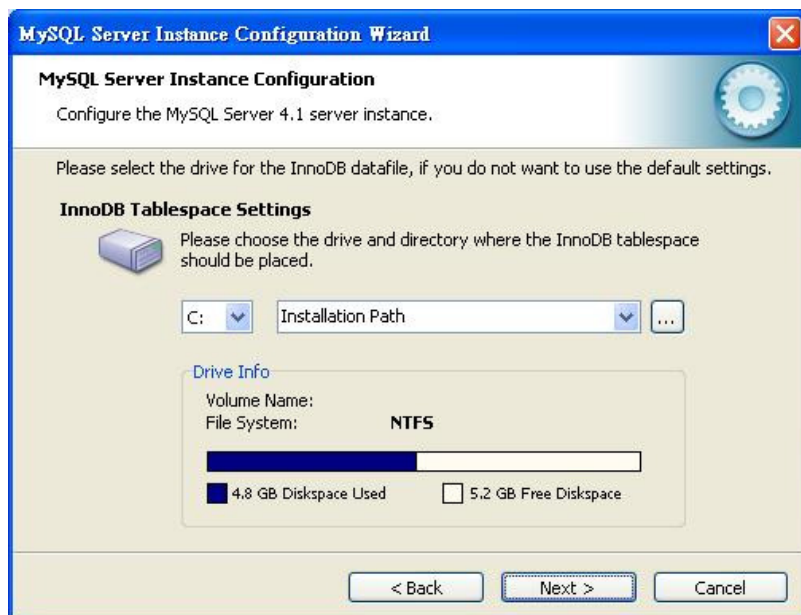 MySQL Server Instance Configuration Wizard
MySQL Server Instance Configuration
Configure the MySQL Server 4.1 server instance.
Please select the drive for the InnoDB datafile, if you do not want to use the default settings.
InnoDB Tablespace Settings
Please choose the drive and directory where the InnoDB tablespace
should be placed.
C: Installation Path ...
Drive Info
Volume Name:
File System: NTFS
4.8 GB Diskspace Used 5.2 GB Free Diskspace
< Back Next > Cancel